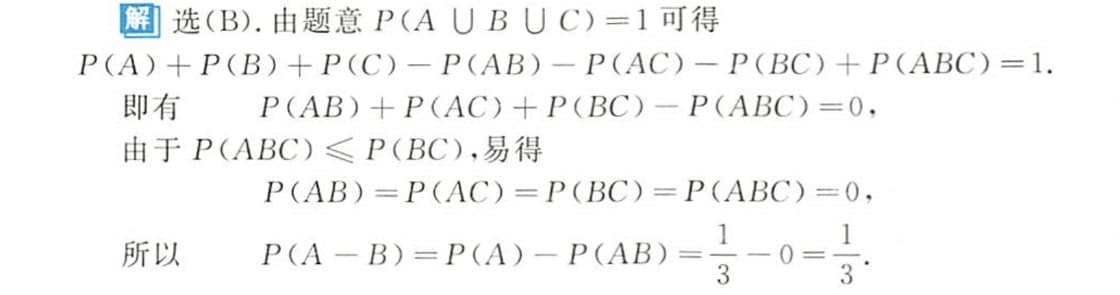 解 选(B). 由题意 P(A ∪ B ∪ C)=1 可得
P(A)+P(B)+P(C)-P(AB)-P(AC)-P(BC)+P(ABC)=1.
即有 P(AB)+P(AC)+P(BC)-P(ABC)=0,
由于 P(ABC)≤P(BC),易得
P(AB)=P(AC)=P(BC)=P(ABC)=0,
所以 P(A-B)=P(A)-P(AB)=1/3-0=1/3.